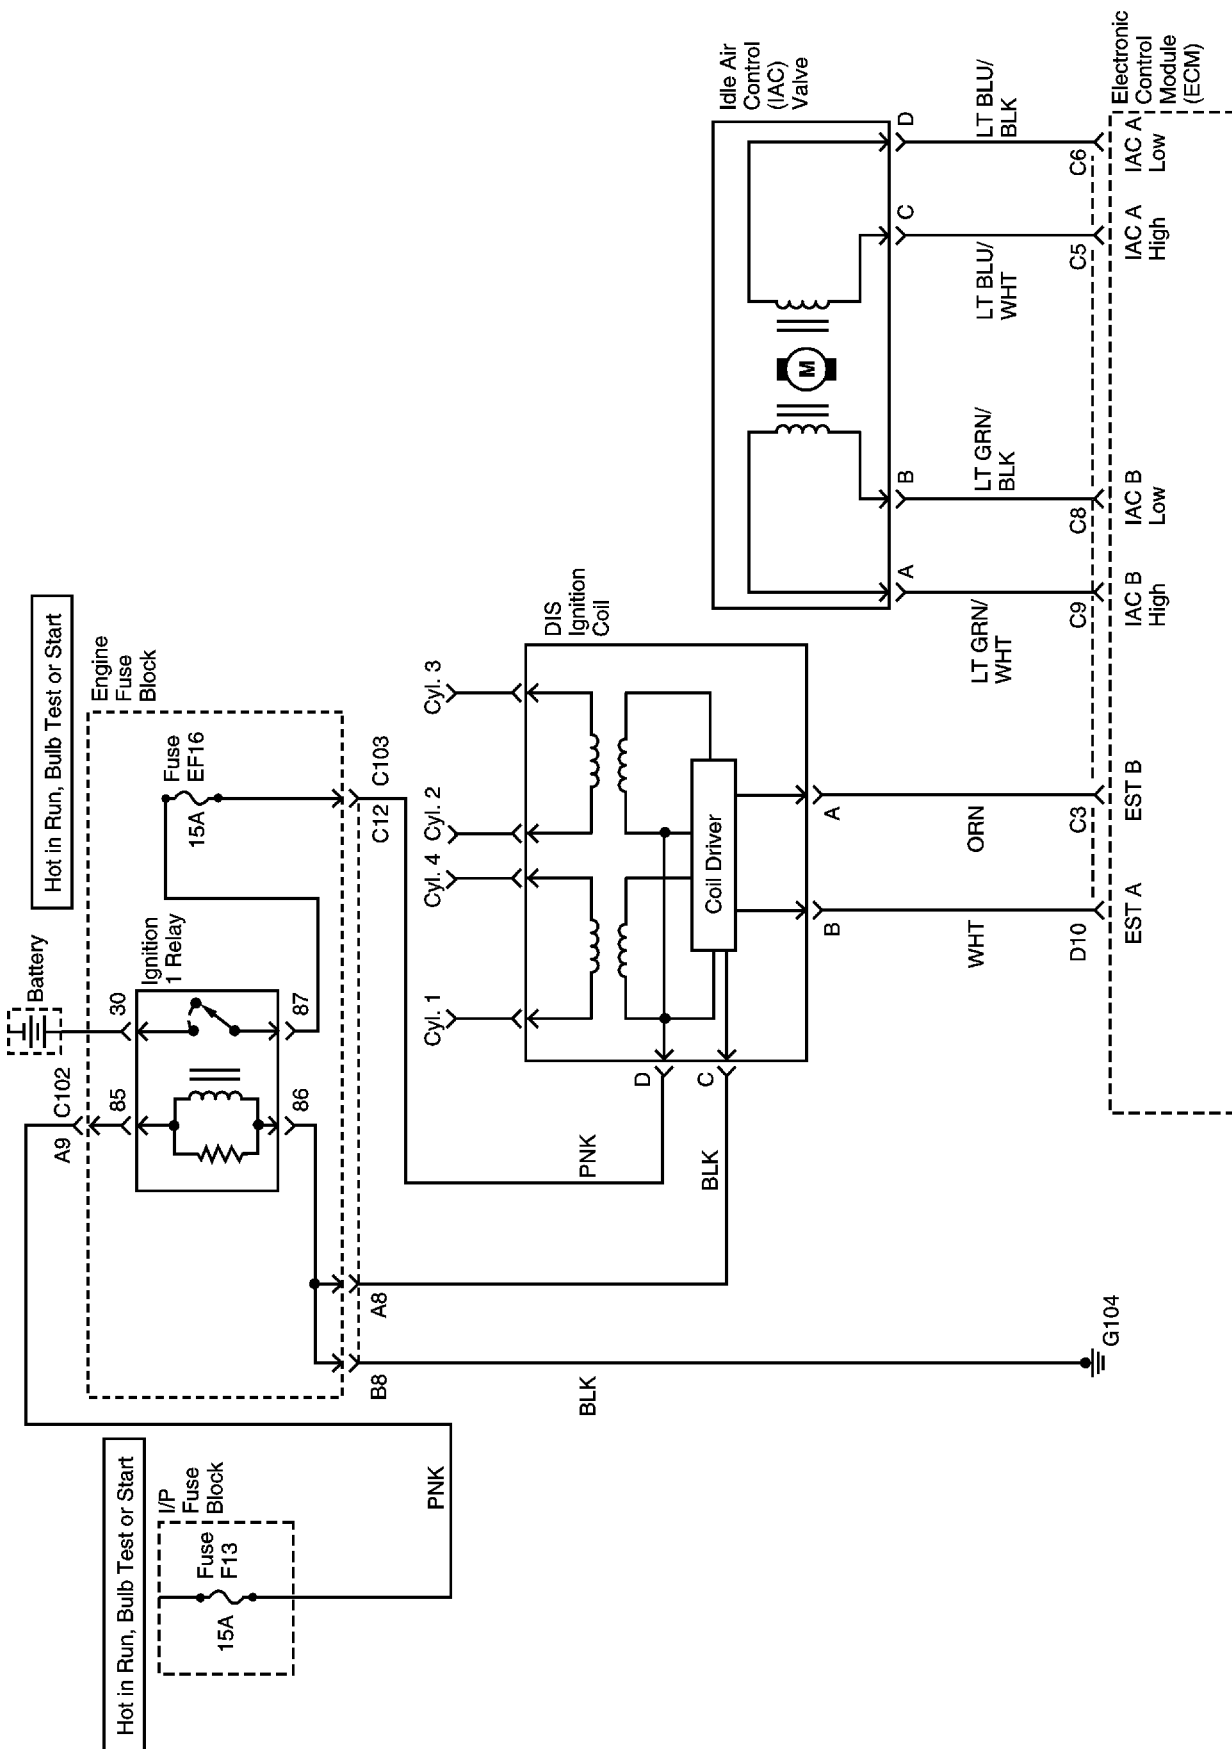 Hot in Run, Bulb Test or Start
I/P
Fuse
Block
Fuse
F13
15A
PNK
Battery
Hot in Run, Bulb Test or Start
A9
C102
Engine
Fuse
Block
85
30
Ignition
1 Relay
86
87
Fuse
EF16
15A
B8
A8
C12
C103
BLK
PNK
BLK
D
C
Cyl. 1
Cyl. 4
Cyl. 2
Cyl. 3
DIS
Ignition
Coil
Coil Driver
B
A
WHT
ORN
Idle Air
Control
(IAC)
Valve
M
A
B
C
D
LT GRN/
WHT
LT GRN/
BLK
LT BLU/
WHT
LT BLU/
BLK
D10
C3
C9
C8
C5
C6
EST A
EST B
IAC B
High
IAC B
Low
IAC A
High
IAC A
Low
Electronic
Control
Module
(ECM)
G104